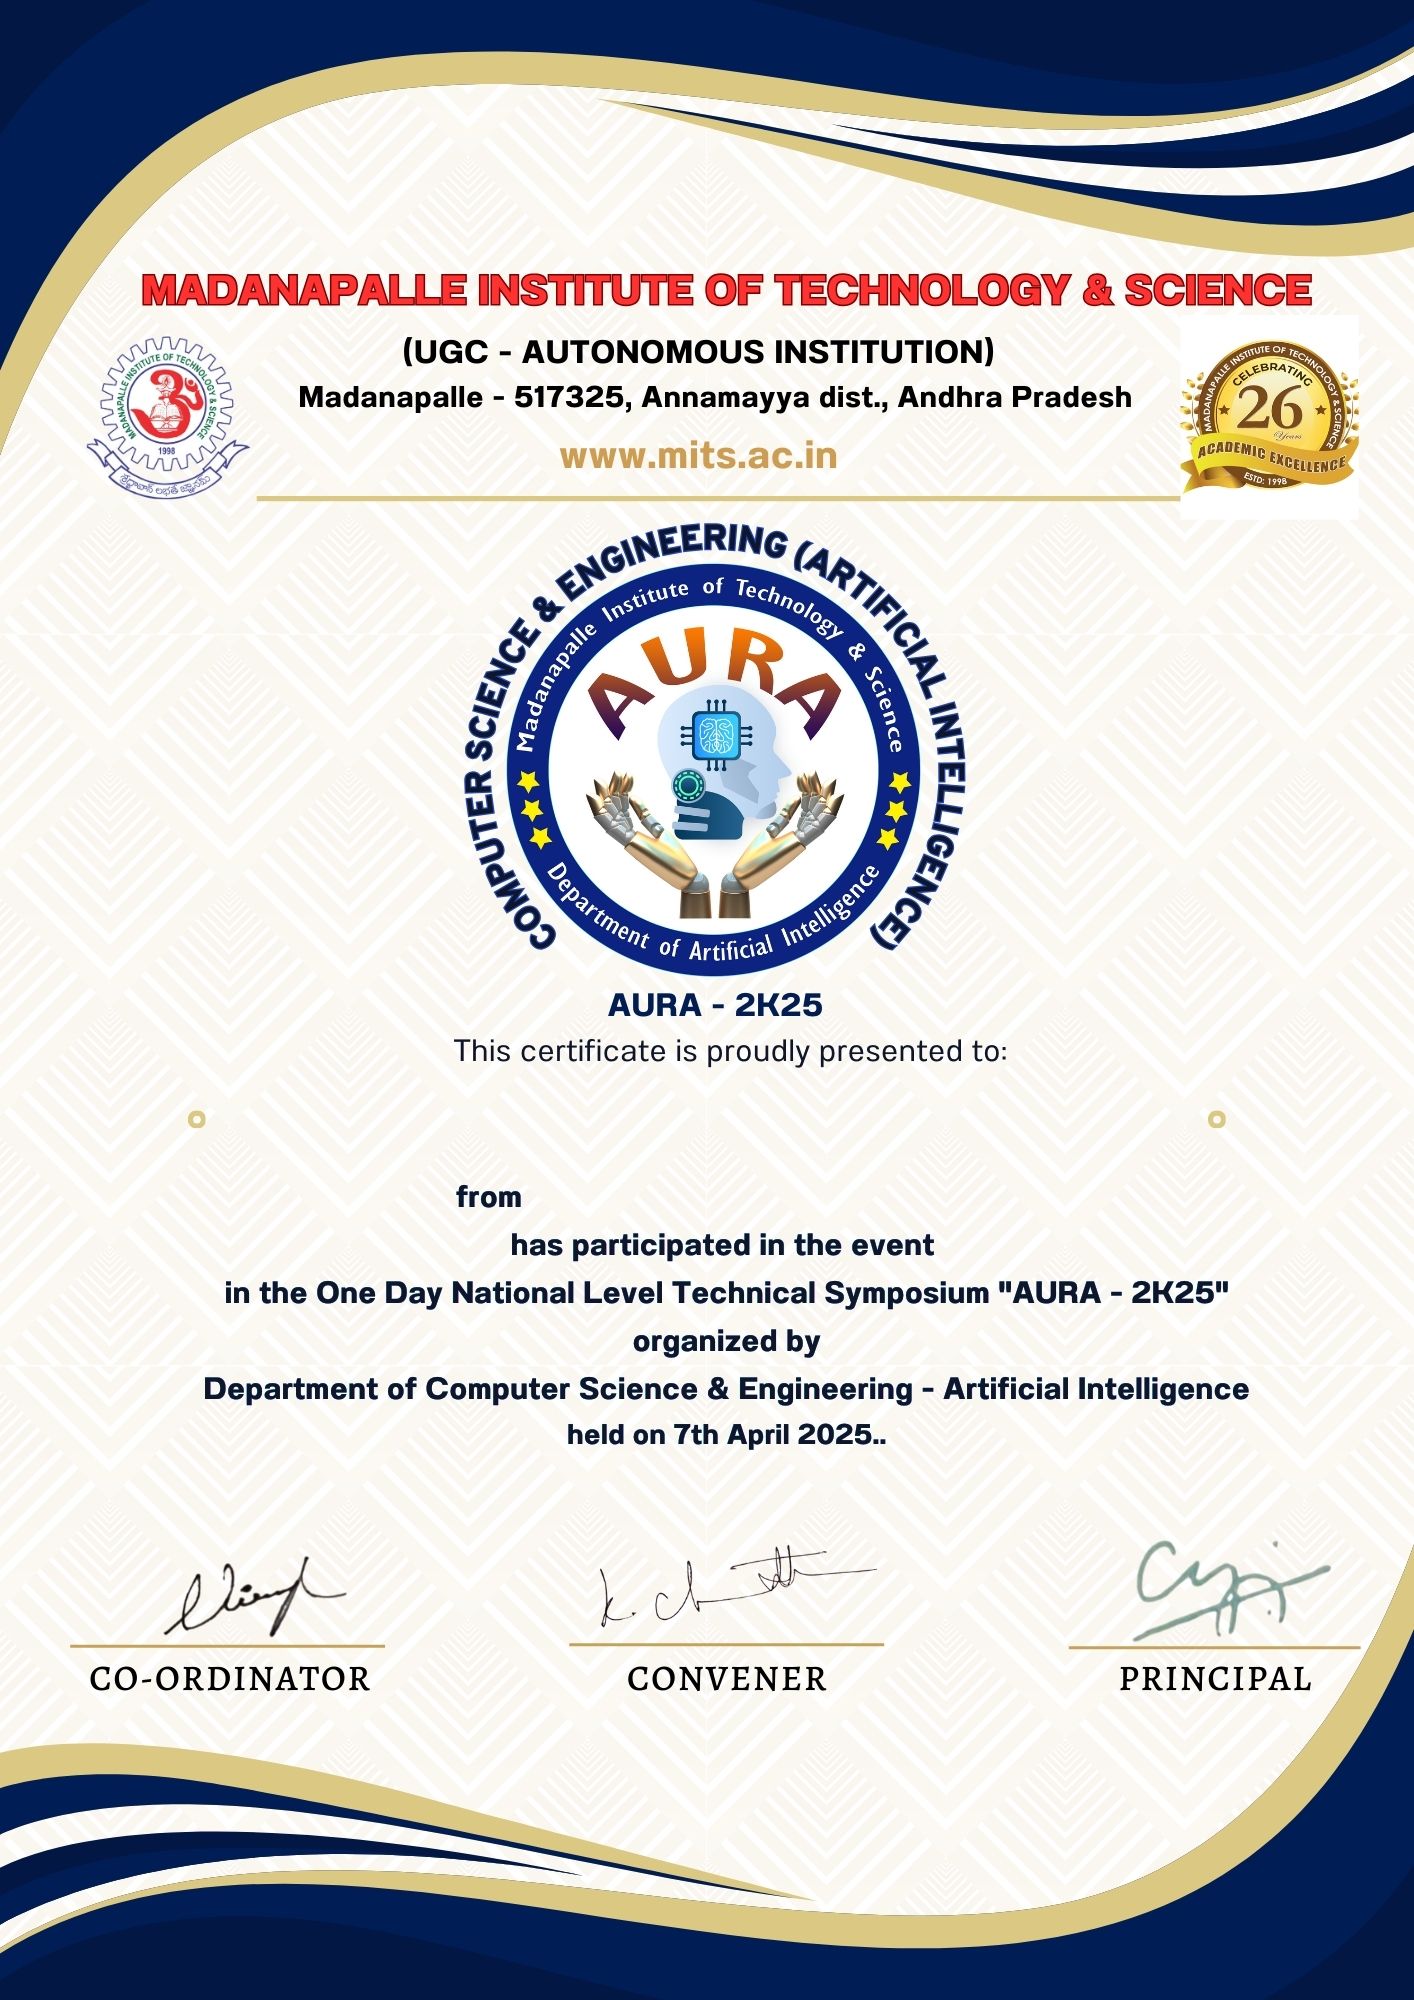 MADANAPALLE INSTITUTE OF TECHNOLOGY & SCIENCE
(UGC - AUTONOMOUS INSTITUTION)
Madanapalle - 517325, Annamayya dist., Andhra Pradesh
www.mits.ac.in
MADANAPALLE INSTITUTE OF TECHNOLOGY & SCIENCE
1998
MADANAPALLE INSTITUTE OF TECHNOLOGY & SCIENCE
CELEBRATING
26
Years
ACADEMIC EXCELLENCE
ESTD: 1998
COMPUTER SCIENCE & ENGINEERING (ARTIFICIAL INTELLIGENCE)
Madanapalle Institute of Technology & Science
AURA
Department of Artificial Intelligence
AURA - 2K25
This certificate is proudly presented to:
from
has participated in the event
in the One Day National Level Technical Symposium "AURA - 2K25"
organized by
Department of Computer Science & Engineering - Artificial Intelligence
held on 7th April 2025..
CO-ORDINATOR
CONVENER
PRINCIPAL